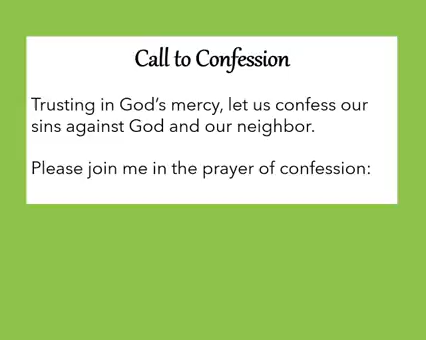 Call to Confession
Trusting in God’s mercy, let us confess our
sins against God and our neighbor.
Please join me in the prayer of confession: